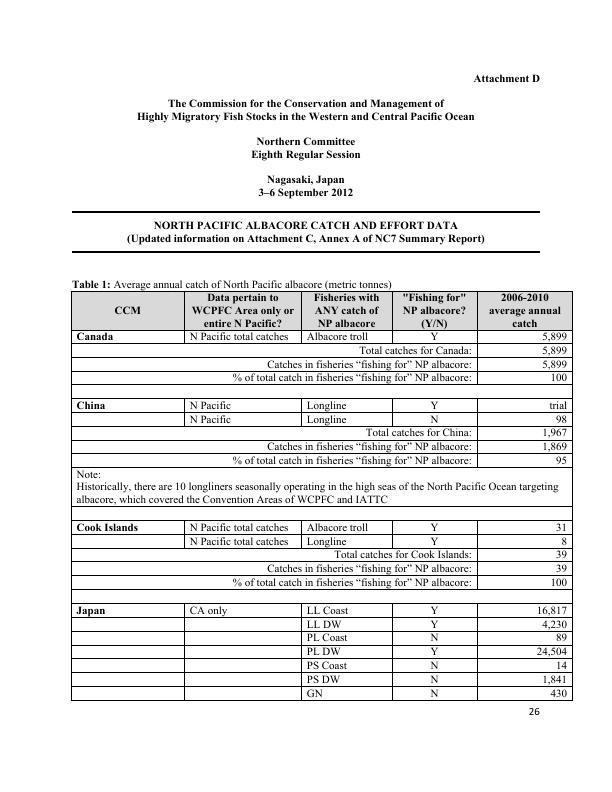 Attachment D
The Commission for the Conservation and Management of
Highly Migratory Fish Stocks in the Western and Central Pacific Ocean
Northern Committee
Eighth Regular Session
Nagasaki, Japan
3–6 September 2012
NORTH PACIFIC ALBACORE CATCH AND EFFORT DATA
(Updated information on Attachment C, Annex A of NC7 Summary Report)
Table 1: Average annual catch of North Pacific albacore (metric tonnes)
CCM Data pertain to WCPFC Area only or entire N Pacific? Fisheries with ANY catch of NP albacore "Fishing for" NP albacore? (Y/N) 2006-2010 average annual catch
Canada N Pacific total catches Albacore troll Y 5,899
Total catches for Canada: 5,899
Catches in fisheries “fishing for” NP albacore: 5,899
% of total catch in fisheries “fishing for” NP albacore: 100
China N Pacific Longline Y trial
N Pacific Longline N 98
Total catches for China: 1,967
Catches in fisheries “fishing for” NP albacore: 1,869
% of total catch in fisheries “fishing for” NP albacore: 95
Note:
Historically, there are 10 longliners seasonally operating in the high seas of the North Pacific Ocean targeting
albacore, which covered the Convention Areas of WCPFC and IATTC
Cook Islands N Pacific total catches Albacore troll Y 31
N Pacific total catches Longline Y 8
Total catches for Cook Islands: 39
Catches in fisheries “fishing for” NP albacore: 39
% of total catch in fisheries “fishing for” NP albacore: 100
Japan CA only LL Coast Y 16,817
LL DW Y 4,230
PL Coast N 89
PL DW Y 24,504
PS Coast N 14
PS DW N 1,841
GN N 430
26